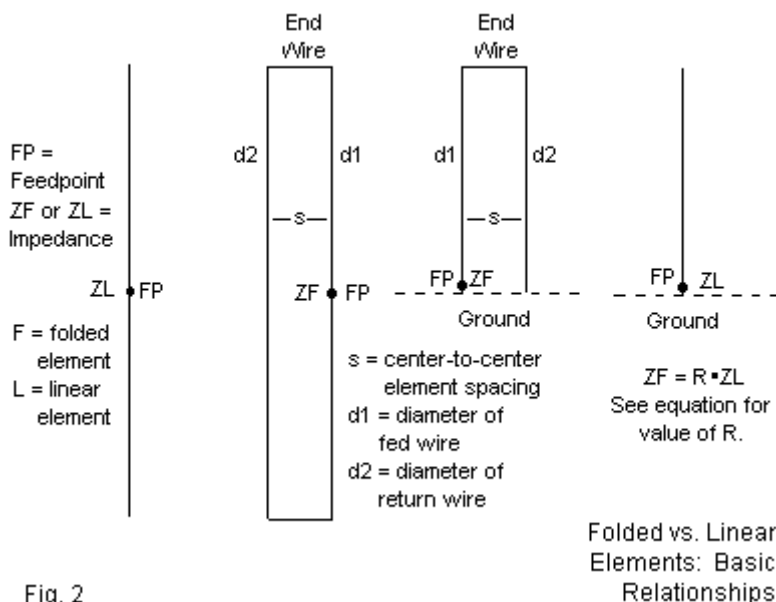 End
Wire
End
Wire
FP =
Feedpoint
ZF or ZL =
Impedance
d2
d1
d1
d2
s
s
ZL
FP
ZF
FP
FP
ZF
FP
ZL
Ground
Ground
F = folded
element
L = linear
element
s = center-to-center
element spacing
d1 = diameter of
fed wire
d2 = diameter of
return wire
ZF = R▪ZL
See equation for
value of R.
Fig. 2
Folded vs. Linear
Elements: Basic
Relationships